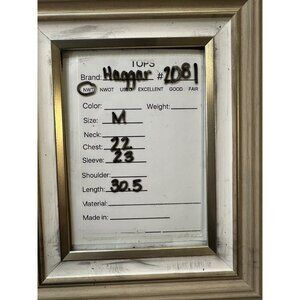 TOPS
Brand: Haggar #2081
NWT NWOT USED EXCELLENT GOOD FAIR
Color: Weight:
Size: M
Neck:
Chest: 22
Sleeve: 23
Shoulder:
Length: 30.5
Material:
Made in: